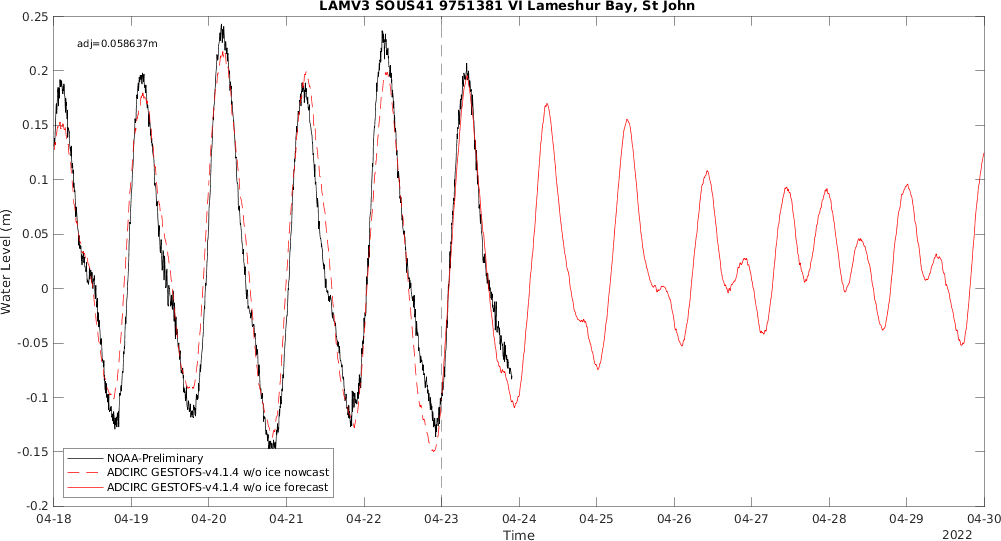 LAMV3 SOUS41 9751381 VI Lameshur Bay, St John
adj=0.058637m
Water Level (m)
0.25
0.2
0.15
0.1
0.05
0
-0.05
-0.1
-0.15
-0.2
NOAA-Preliminary
ADCIRC GESTOFS-v4.1.4 w/o ice nowcast
ADCIRC GESTOFS-v4.1.4 w/o ice forecast
04-18 04-19 04-20 04-21 04-22 04-23 04-24 04-25 04-26 04-27 04-28 04-29 04-30
Time
2022